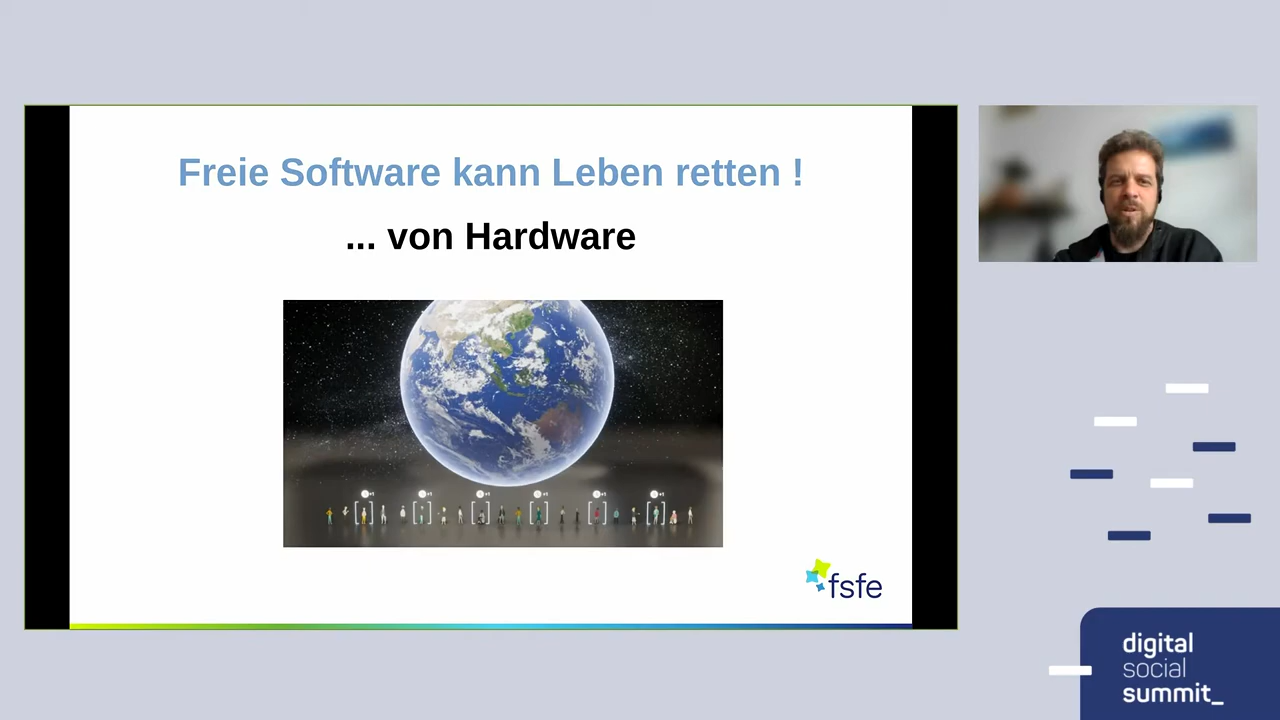 Freie Software kann Leben retten !
... von Hardware
fsfe
digital
social
summit_